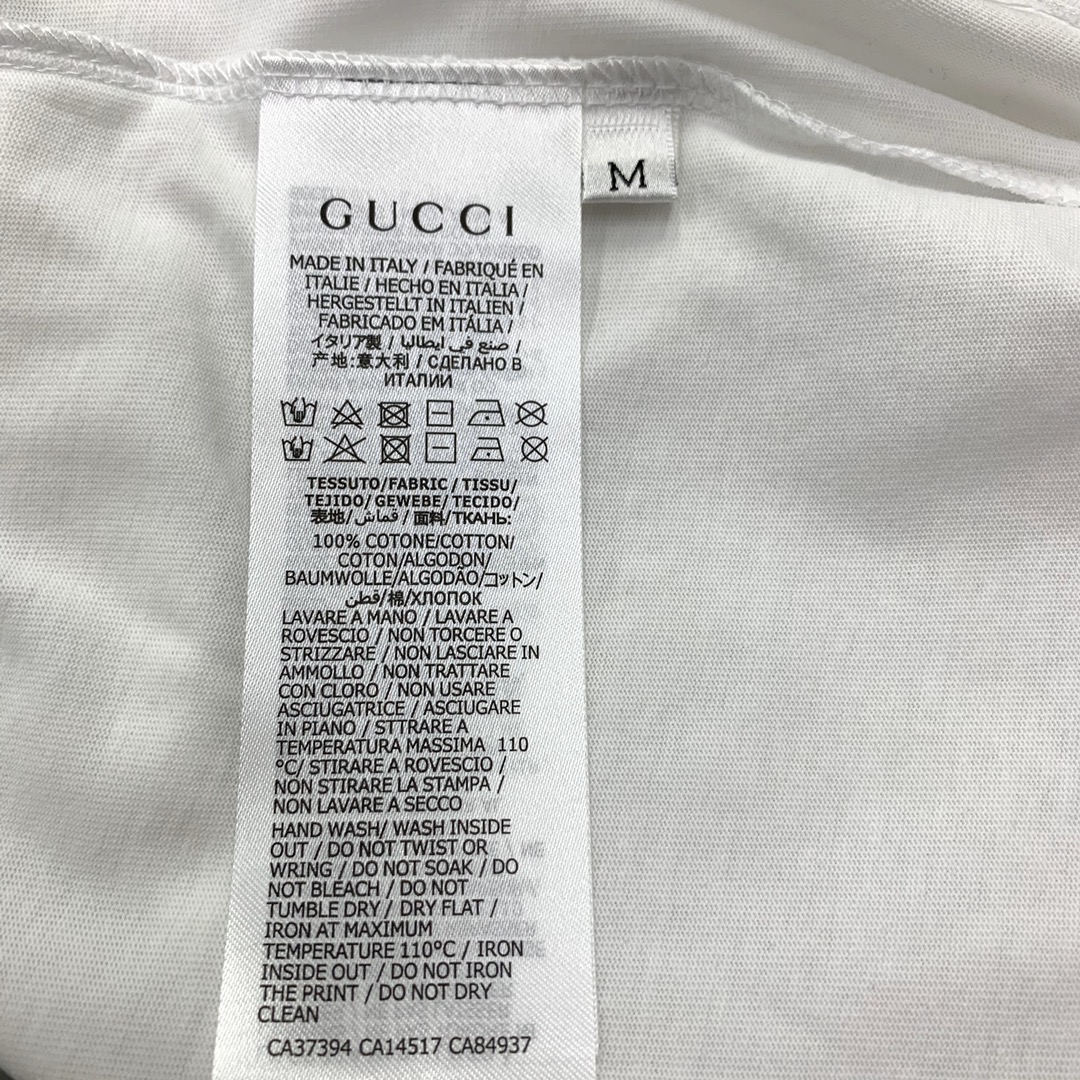 M
GUCCI
MADE IN ITALY / FABRIQUÉ EN
ITALIE / HECHO EN ITALIA /
HERGESTELLT IN ITALIEN /
FABRICADO EM ITÁLIA /
イタリア製 / صنع في ايطاليا /
产地:意大利 / СДЕЛАНО В
ИТАЛИИ
TESSUTO/FABRIC / TISSU/
TEJIDO/ GEWEBE/ TECIDO/
表地/ قماش / 面料/ТКАНЬ:
100% COTONE/COTTON/
COTON/ALGODON/
BAUMWOLLE/ALGODÃO/コットン/
قطن/棉/ХЛОПОК
LAVARE A MANO / LAVARE A
ROVESCIO / NON TORCERE O
STRIZZARE / NON LASCIARE IN
AMMOLLO / NON TRATTARE
CON CLORO / NON USARE
ASCIUGATRICE / ASCIUGARE
IN PIANO / STTRARE A
TEMPERATURA MASSIMA 110
°C/ STIRARE A ROVESCIO /
NON STIRARE LA STAMPA /
NON LAVARE A SECCO
HAND WASH/ WASH INSIDE
OUT / DO NOT TWIST OR
WRING / DO NOT SOAK / DO
NOT BLEACH / DO NOT
TUMBLE DRY / DRY FLAT /
IRON AT MAXIMUM
TEMPERATURE 110°C / IRON
INSIDE OUT / DO NOT IRON
THE PRINT / DO NOT DRY
CLEAN
CA37394 CA14517 CA84937